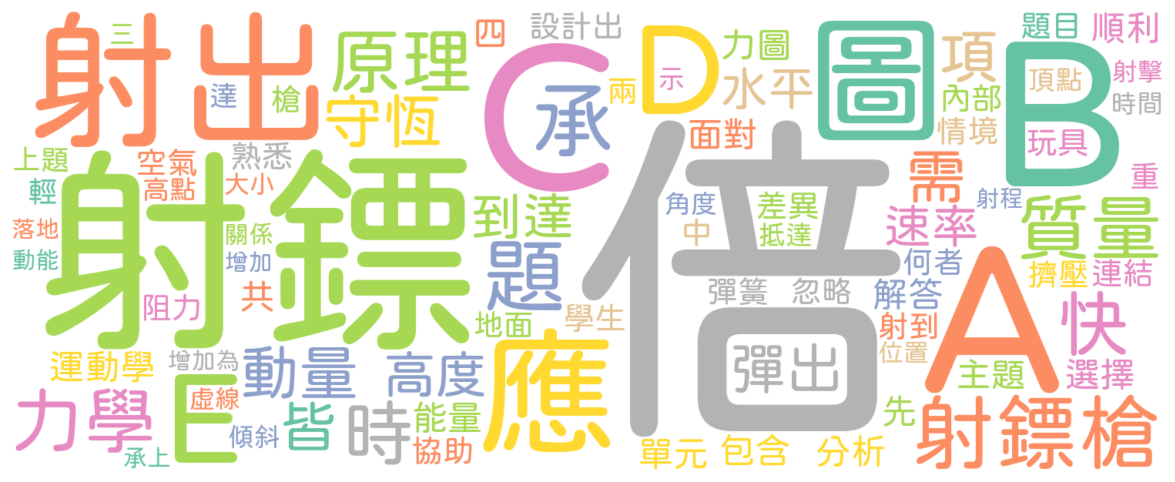 射出
三
達
槍
原理
守恆
四
設計出
C
承
兩
D
示
力圖
水平
圖
項
內部
情境
B
題目
順利
頂點
射擊
時間
玩具
上題
輕
空氣
高點
熟悉
大小
面對
倍
需
重
射鏢
落地
動能
關係
增加
到達
角度
中
差異
抵達
速率
射程
質量
阻力
共
題
地面
學生
彈簧
忽略
何者
解答
擠壓
連結
射到
位置
A
快
運動學
增加為
動量
高度
應
彈出
主題
選擇
力學
E
虛線
傾斜
皆
時
能量
協助
承上
單元
包含
分析
先
射鏢槍